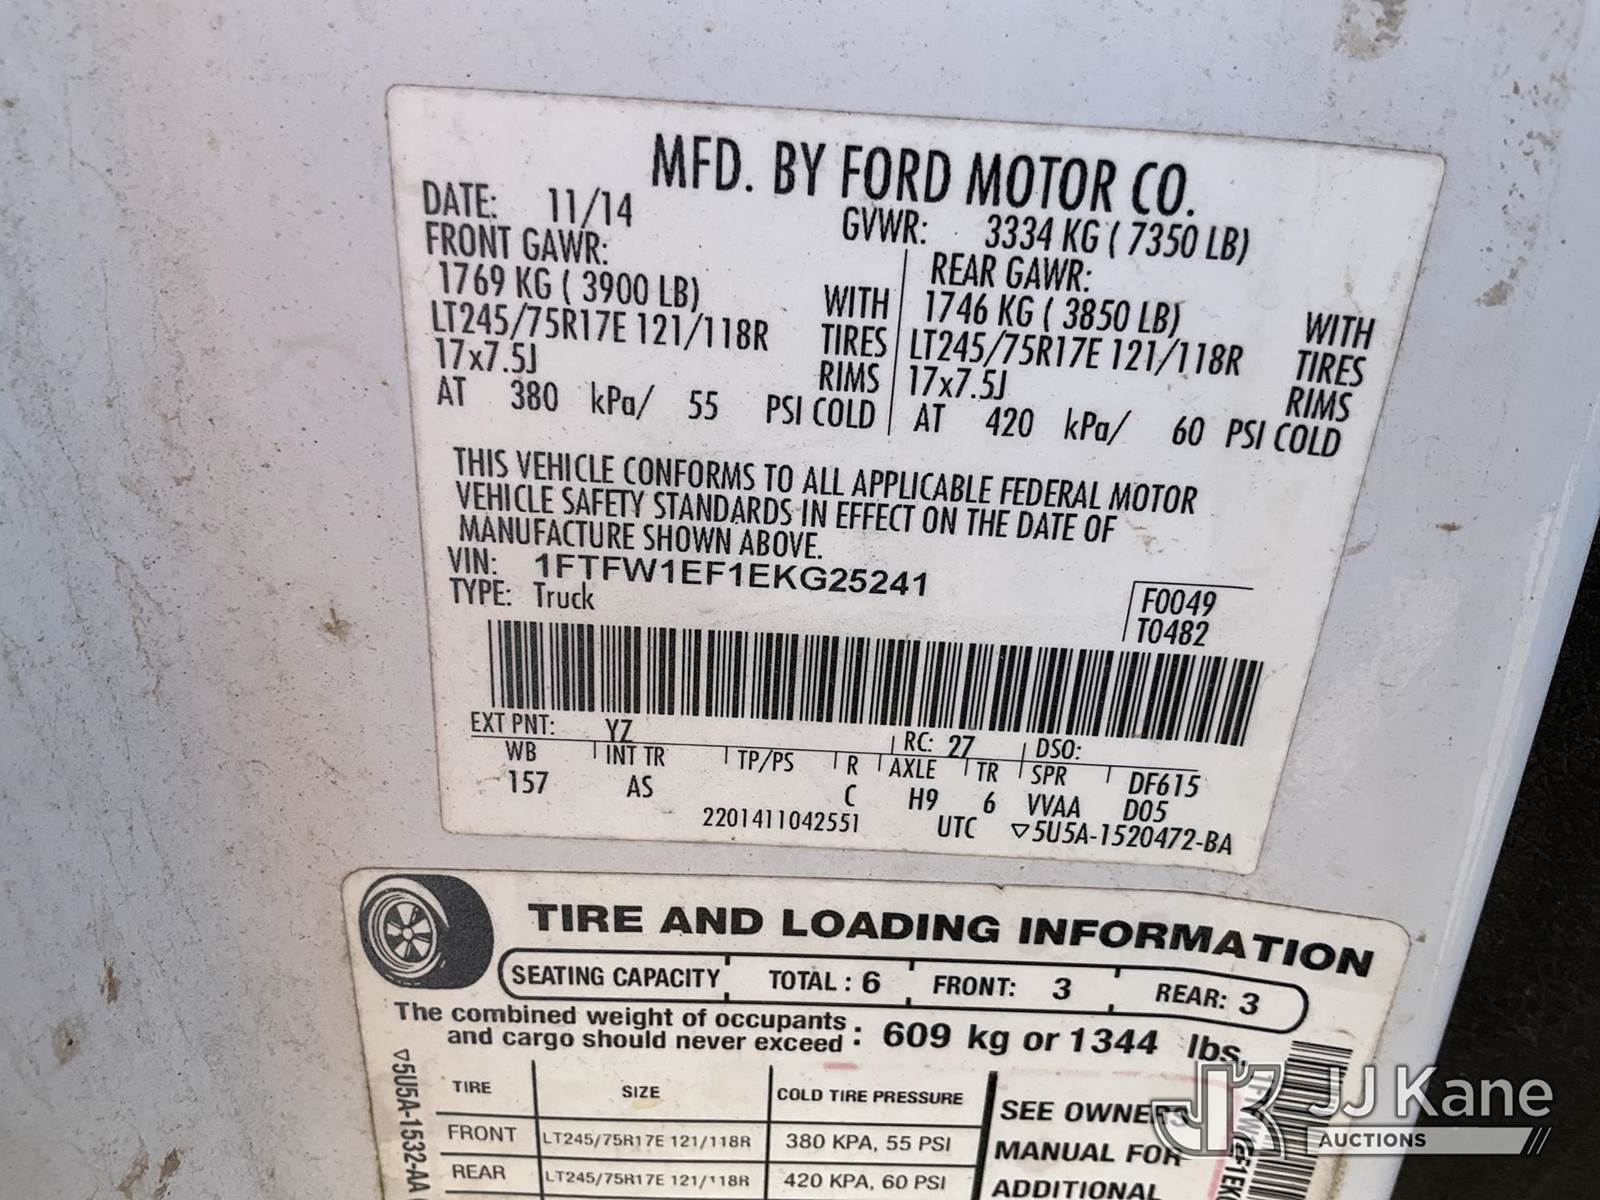 MFD. BY FORD MOTOR CO.
DATE: 11/14 GVWR: 3334 KG ( 7350 LB)
FRONT GAWR: REAR GAWR:
1769 KG ( 3900 LB) WITH 1746 KG ( 3850 LB) WITH
LT245/75R17E 121/118R TIRES LT245/75R17E 121/118R TIRES
17x7.5J RIMS 17x7.5J RIMS
AT 380 kPa/ 55 PSI COLD AT 420 kPa/ 60 PSI COLD
THIS VEHICLE CONFORMS TO ALL APPLICABLE FEDERAL MOTOR
VEHICLE SAFETY STANDARDS IN EFFECT ON THE DATE OF
MANUFACTURE SHOWN ABOVE.
VIN: 1FTFW1EF1EKG25241
TYPE: Truck
F0049
T0482
EXT PNT: YZ RC: 27 DSO:
WB INT TR TP/PS R AXLE TR SPR DF615
157 AS C H9 6 VVAA D05
2201411042551 UTC ▽5U5A-1520472-BA
TIRE AND LOADING INFORMATION
SEATING CAPACITY TOTAL : 6 FRONT: 3 REAR: 3
The combined weight of occupants
and cargo should never exceed : 609 kg or 1344 lbs.
TIRE SIZE COLD TIRE PRESSURE
FRONT LT245/75R17E 121/118R 380 KPA, 55 PSI
REAR LT245/75R17E 121/118R 420 KPA, 60 PSI
SEE OWNERS
MANUAL FOR
ADDITIONAL
▽5U5A-1532-AA
JJ Kane
AUCTIONS